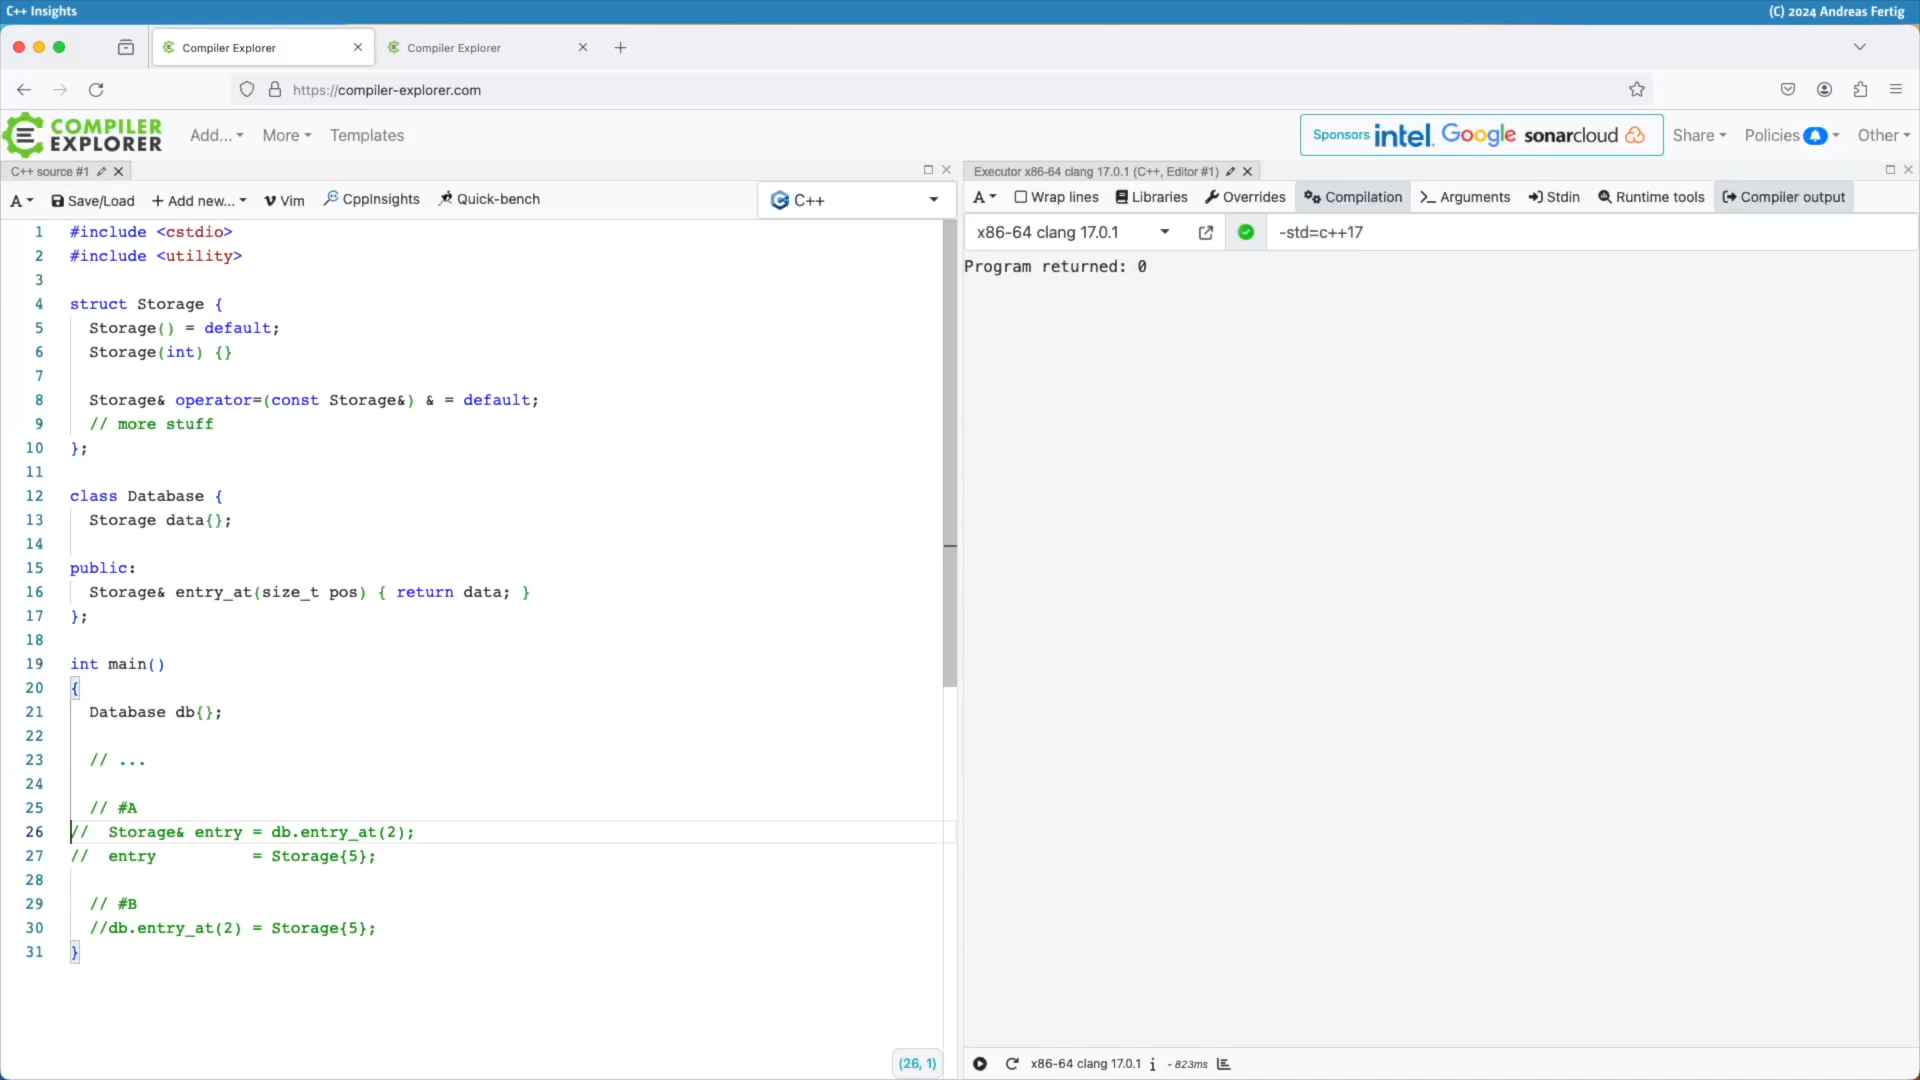 C++ Insights
(C) 2024 Andreas Fertig
Compiler Explorer
Compiler Explorer
https://compiler-explorer.com
COMPILER EXPLORER
Add...
More
Templates
Sponsors intel. Google sonarcloud
Share
Policies
Other
C++ source #1
Executor x86-64 clang 17.0.1 (C++, Editor #1)
A
Save/Load
+ Add new...
Vim
CppInsights
Quick-bench
C++
A
Wrap lines
Libraries
Overrides
Compilation
Arguments
Stdin
Runtime tools
Compiler output
x86-64 clang 17.0.1
-std=c++17
Program returned: 0
1 #include <cstdio>
2 #include <utility>
3
4 struct Storage {
5 Storage() = default;
6 Storage(int) {}
7
8 Storage& operator=(const Storage&) & = default;
9 // more stuff
10 };
11
12 class Database {
13 Storage data{};
14
15 public:
16 Storage& entry_at(size_t pos) { return data; }
17 };
18
19 int main()
20 {
21 Database db{};
22
23 // ...
24
25 // #A
26 // Storage& entry = db.entry_at(2);
27 // entry = Storage{5};
28
29 // #B
30 //db.entry_at(2) = Storage{5};
31 }
(26, 1)
x86-64 clang 17.0.1 i - 823ms